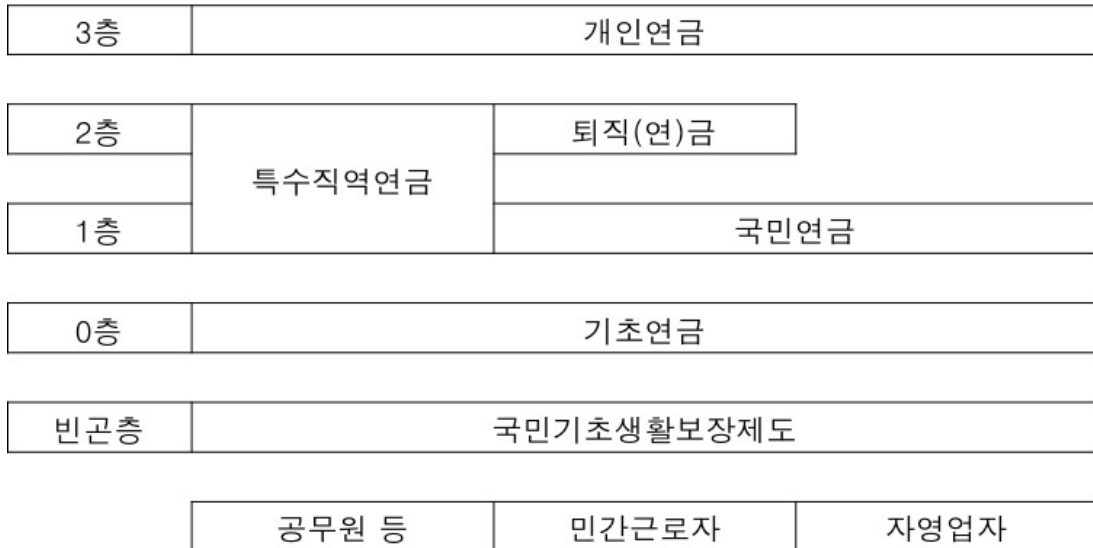 3층 개인연금
2층 퇴직(연)금
특수직역연금
1층 국민연금
0층 기초연금
빈곤층 국민기초생활보장제도
공무원 등 민간근로자 자영업자